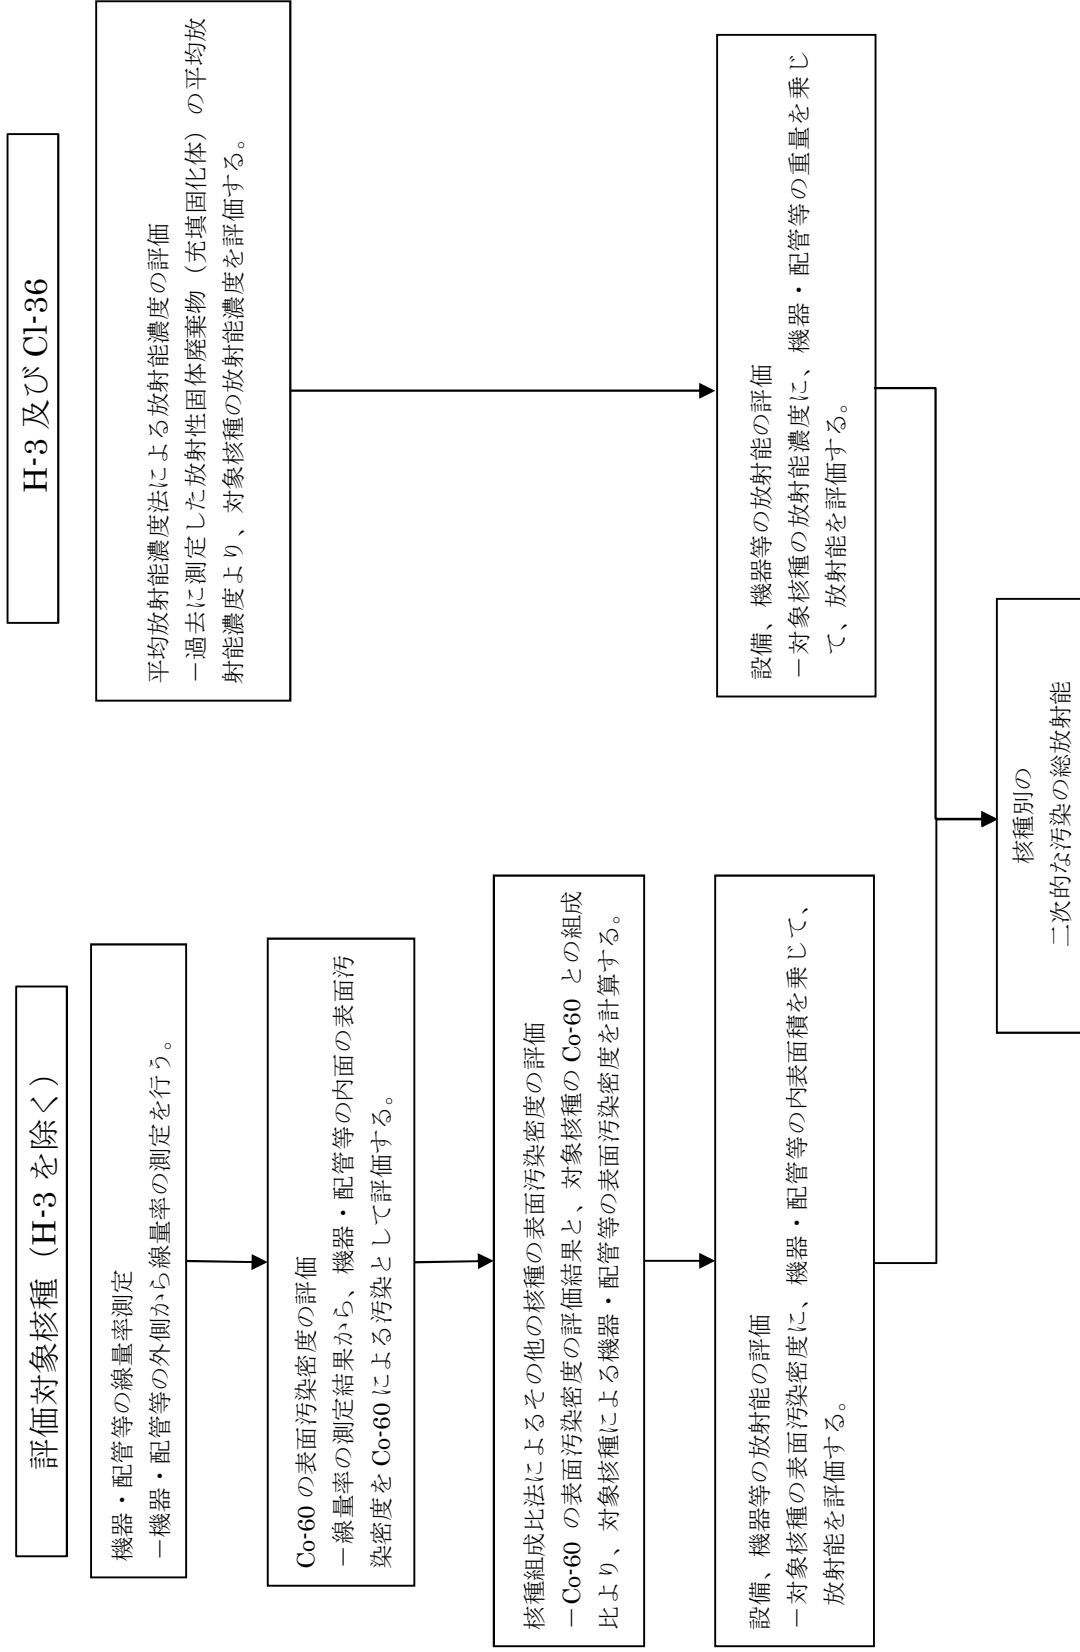 評価対象核種（H-3 を除く）
機器・配管等の線量率測定
－機器・配管等の外側から線量率の測定を行う。
Co-60 の表面汚染密度の評価
－線量率の測定結果から、機器・配管等の内面の表面汚
染密度を Co-60 による汚染として評価する。
核種組成比法によるその他の核種の表面汚染密度の評価
－Co-60 の表面汚染密度の評価結果と、対象核種の Co-60 との組成
比より、対象核種による機器・配管等の表面汚染密度を計算する。
設備、機器等の放射能の評価
－対象核種の表面汚染密度に、機器・配管等の内表面積を乗じて、
放射能を評価する。
H-3 及び Cl-36
平均放射能濃度法による放射能濃度の評価
－過去に測定した放射性固体廃棄物（充填固化体）の平均放
射能濃度より、対象核種の放射能濃度を評価する。
設備、機器等の放射能の評価
－対象核種の放射能濃度に、機器・配管等の重量を乗じ
て、放射能を評価する。
核種別の
二次的な汚染の総放射能